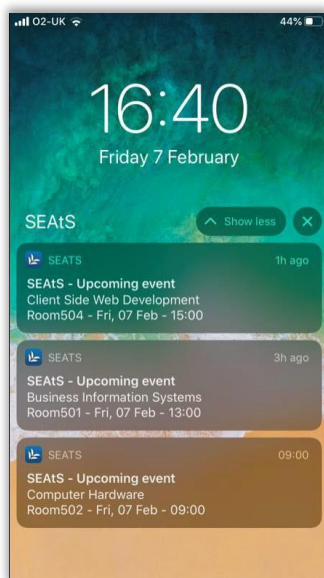 O2-UK 44%
16:40
Friday 7 February
SEAtS Show less
SEATS 1h ago
SEAtS - Upcoming event
Client Side Web Development
Room504 - Fri, 07 Feb - 15:00
SEATS 3h ago
SEAtS - Upcoming event
Business Information Systems
Room501 - Fri, 07 Feb - 13:00
SEATS 09:00
SEAtS - Upcoming event
Computer Hardware
Room502 - Fri, 07 Feb - 09:00